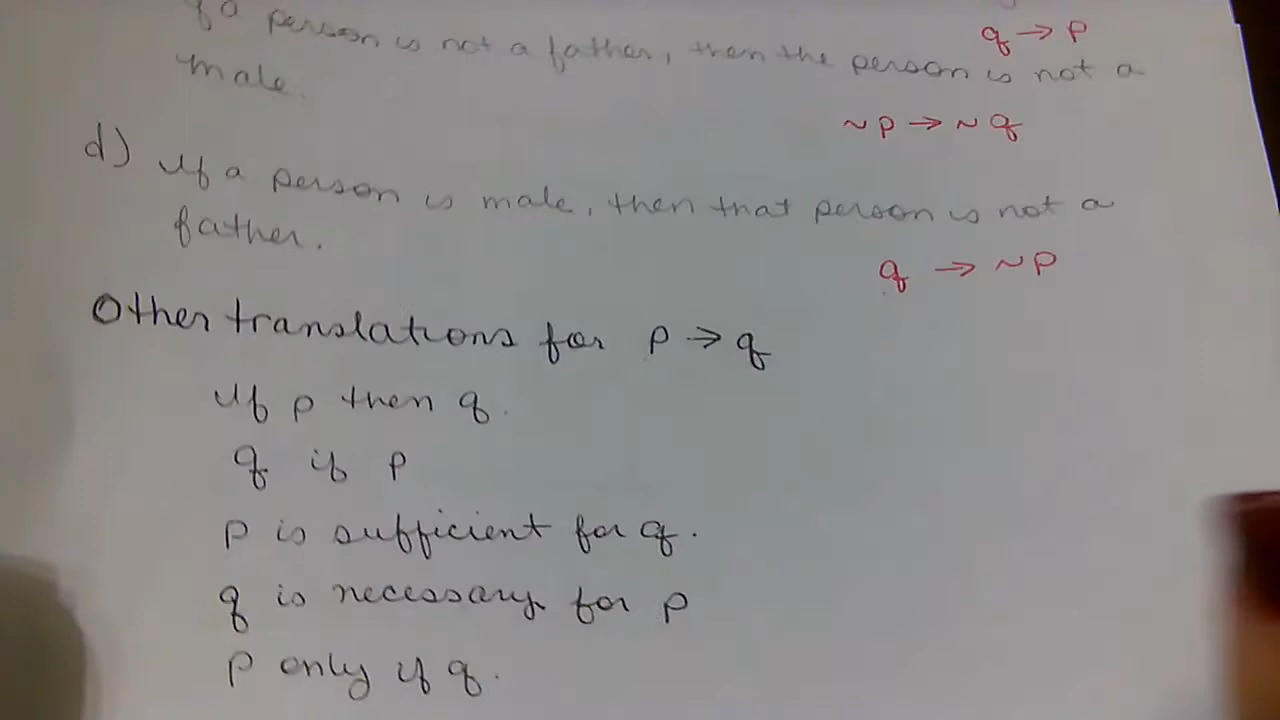 q → p
If a person is not a father, then the person is not a
male.
~p → ~q
d) If a person is male, then that person is not a
father.
q → ~p
Other translations for p → q
If p then q.
q if p
p is sufficient for q.
q is necessary for p
p only if q.